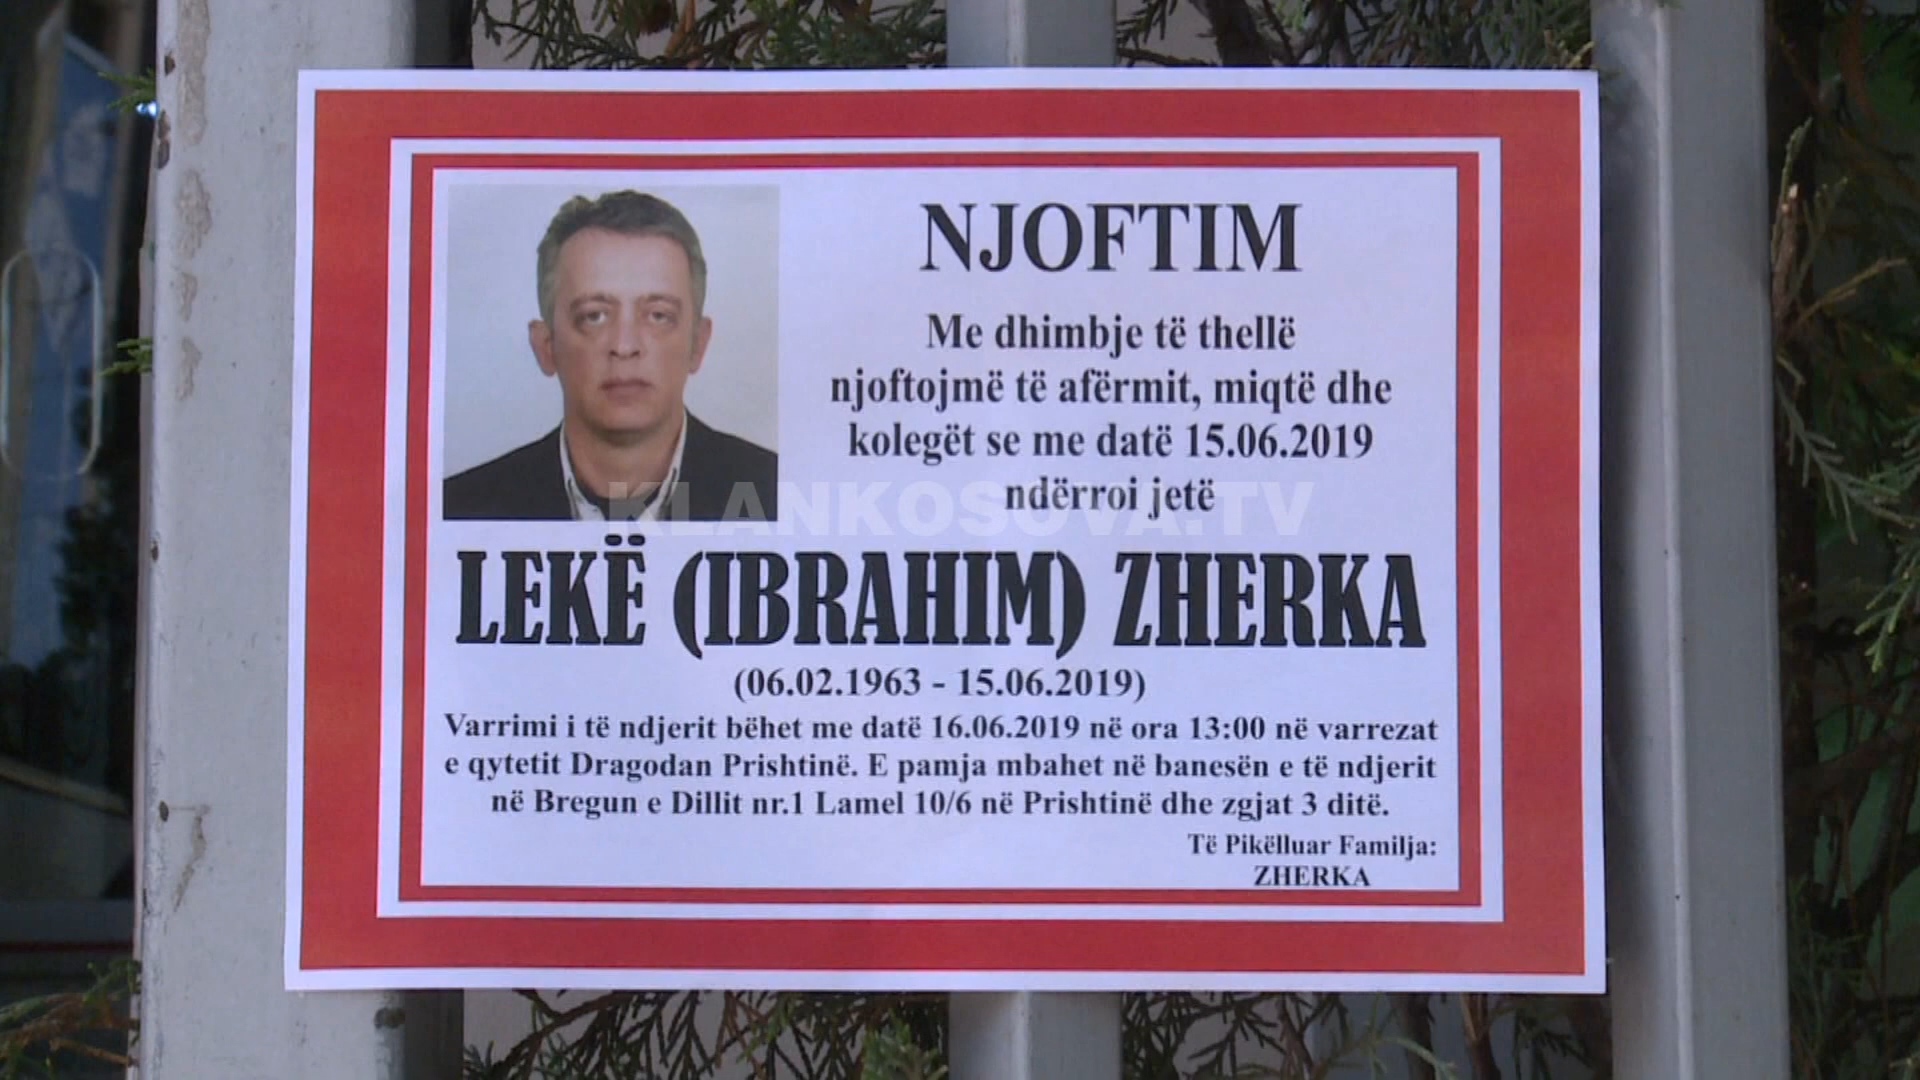 NJOFTIM
Me dhimbje të thellë
njoftojmë të afërmit, miqtë dhe
kolegët se me datë 15.06.2019
ndërroi jetë
KLANKOSOVA.TV
LEKË (IBRAHIM) ZHERKA
(06.02.1963 - 15.06.2019)
Varrimi i të ndjerit bëhet me datë 16.06.2019 në ora 13:00 në varrezat
e qytetit Dragodan Prishtinë. E pamja mbahet në banesën e të ndjerit
në Bregun e Dillit nr.1 Lamel 10/6 në Prishtinë dhe zgjat 3 ditë.
Të Pikëlluar Familja:
ZHERKA